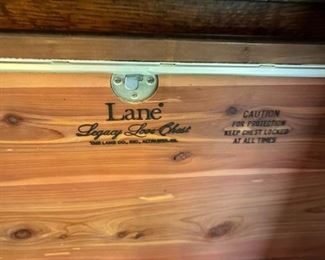 Lane®
Legacy Love Chest
THE LANE CO., INC., ALTAVISTA, VA.
CAUTION
FOR PROTECTION
KEEP CHEST LOCKED
AT ALL TIMES